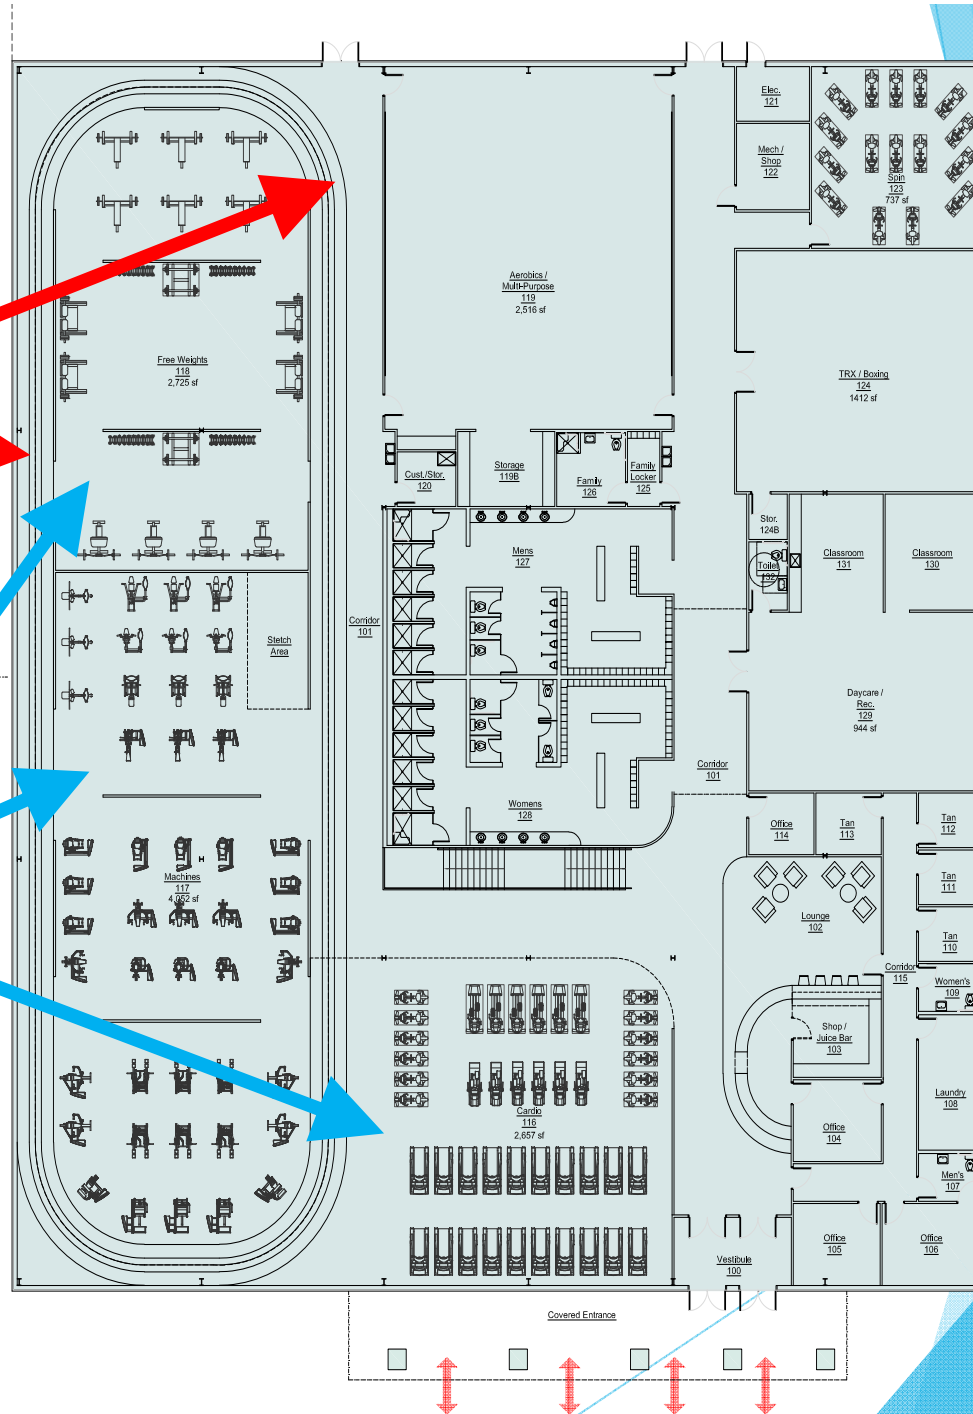 Elec.
121
Mech /
Shop
122
Spin
123
737 sf
Aerobics /
Multi-Purpose
119
2,516 sf
Free Weights
118
2,725 sf
TRX / Boxing
124
1412 sf
Cust./Stor.
120
Storage
119B
Family
126
Family
Locker
125
Stor.
124B
Toilet
132
Classroom
131
Classroom
130
Mens
127
Corridor
101
Stetch
Area
Daycare /
Rec.
129
944 sf
Corridor
101
Womens
128
Office
114
Tan
113
Tan
112
Tan
111
Tan
110
Machines
117
4,052 sf
Lounge
102
Corridor
115
Women's
109
Shop /
Juice Bar
103
Cardio
116
2,657 sf
Office
104
Laundry
108
Men's
107
Office
105
Office
106
Vestibule
100
Covered Entrance